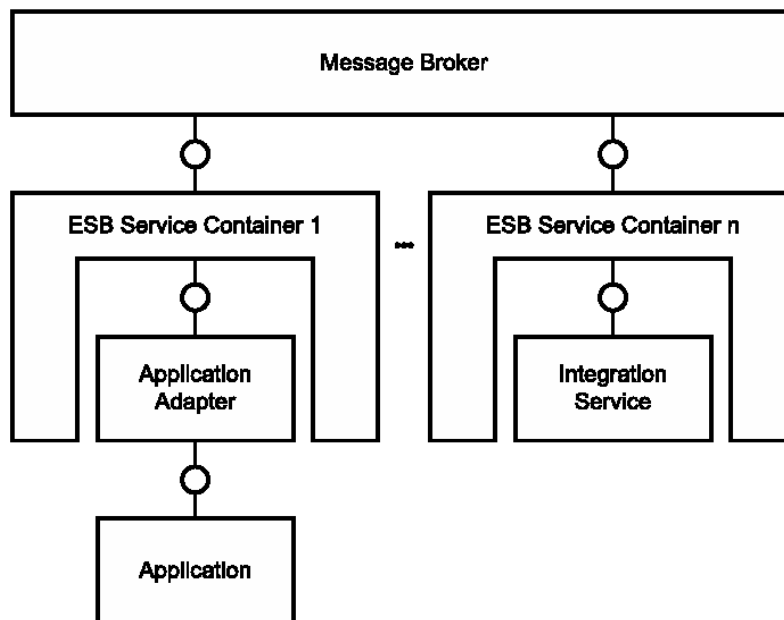 Message Broker
ESB Service Container 1
...
ESB Service Container n
Application
Adapter
Integration
Service
Application